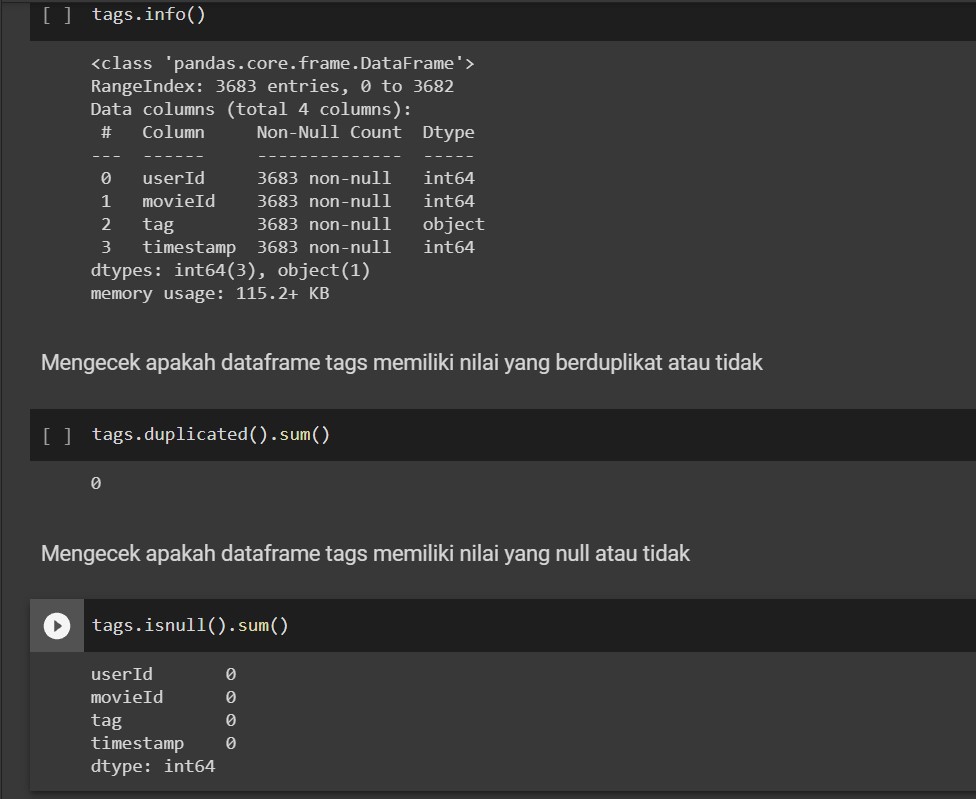 [ ] tags.info()
<class 'pandas.core.frame.DataFrame'>
RangeIndex: 3683 entries, 0 to 3682
Data columns (total 4 columns):
 #   Column     Non-Null Count  Dtype
---  ------     --------------  -----
 0   userId     3683 non-null   int64
 1   movieId    3683 non-null   int64
 2   tag        3683 non-null   object
 3   timestamp  3683 non-null   int64
dtypes: int64(3), object(1)
memory usage: 115.2+ KB
Mengecek apakah dataframe tags memiliki nilai yang berduplikat atau tidak
[ ] tags.duplicated().sum()
0
Mengecek apakah dataframe tags memiliki nilai yang null atau tidak
tags.isnull().sum()
userId       0
movieId      0
tag          0
timestamp    0
dtype: int64